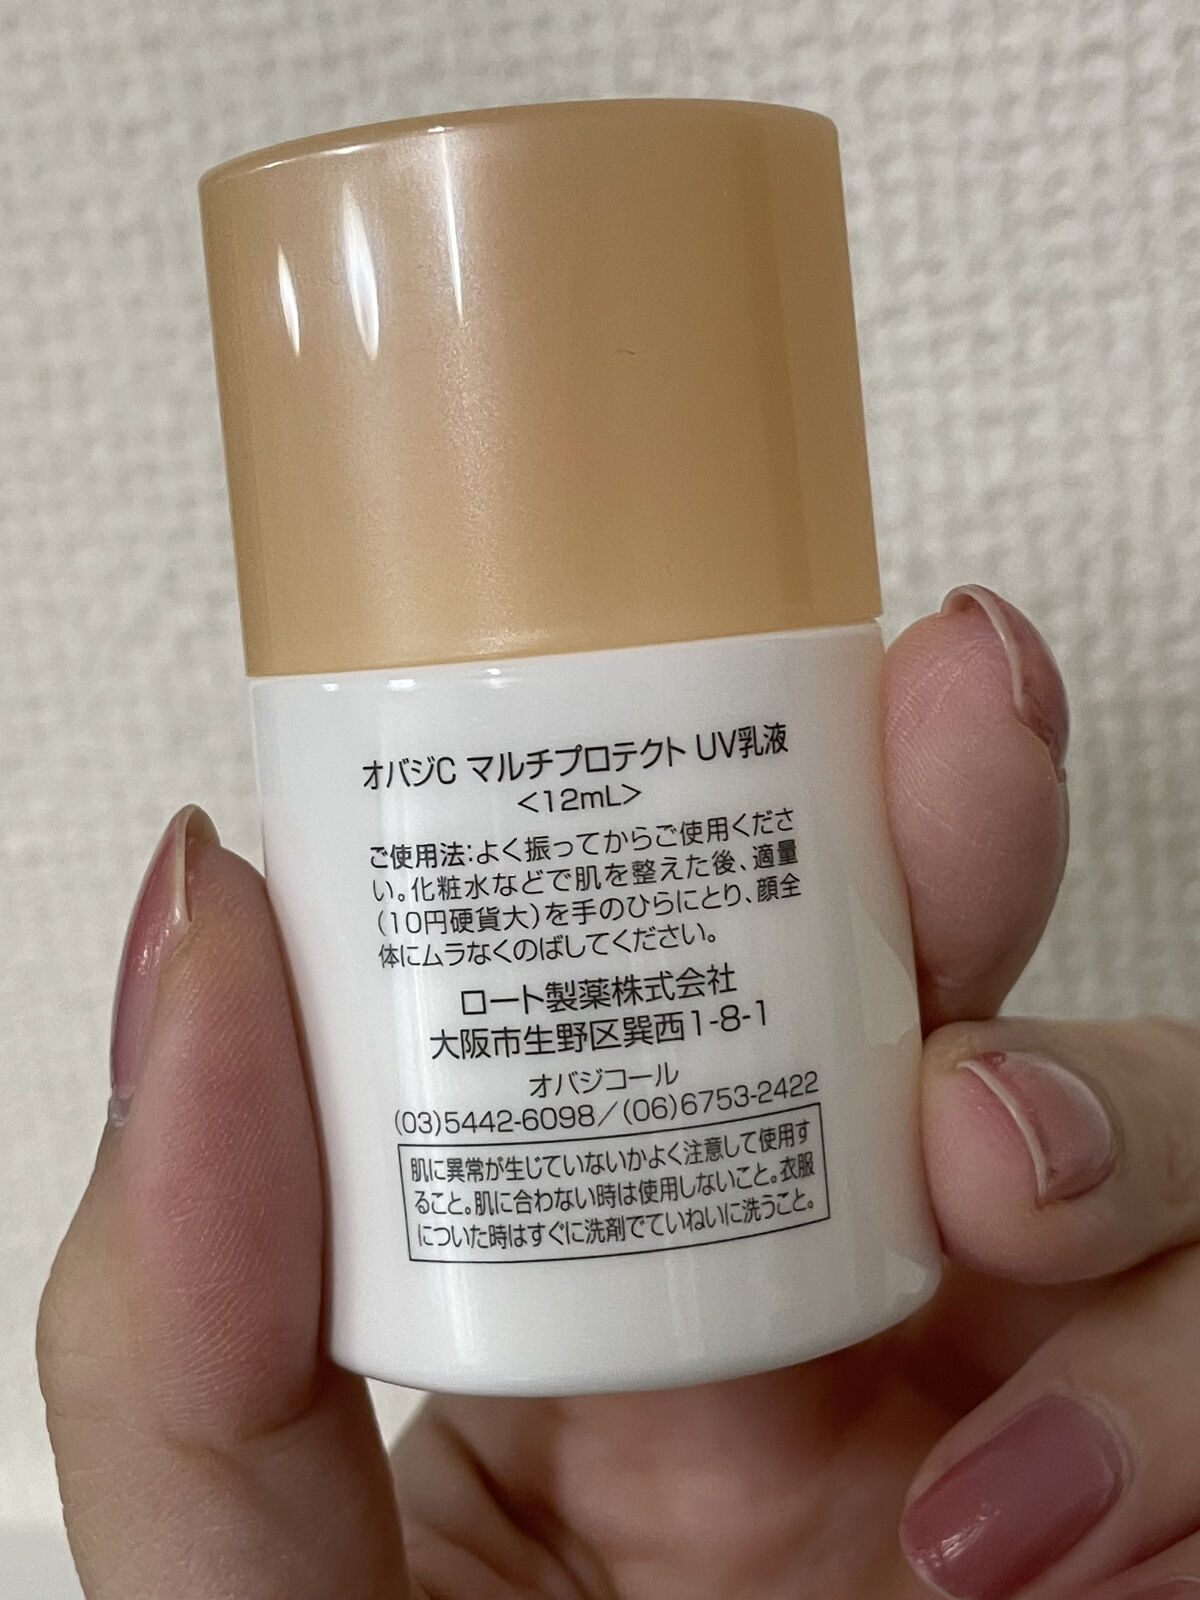 オバジC マルチプロテクト UV乳液
<12mL>
ご使用法:よく振ってからご使用くださ
い。化粧水などで肌を整えた後、適量
(10円硬貨大)を手のひらにとり、顔全
体にムラなくのばしてください。
ロート製薬株式会社
大阪市生野区巽西1-8-1
オバジコール
(03)5442-6098/(06)6753-2422
肌に異常が生じていないかよく注意して使用す
ること。肌に合わない時は使用しないこと。衣服
についた時はすぐに洗剤でていねいに洗うこと。